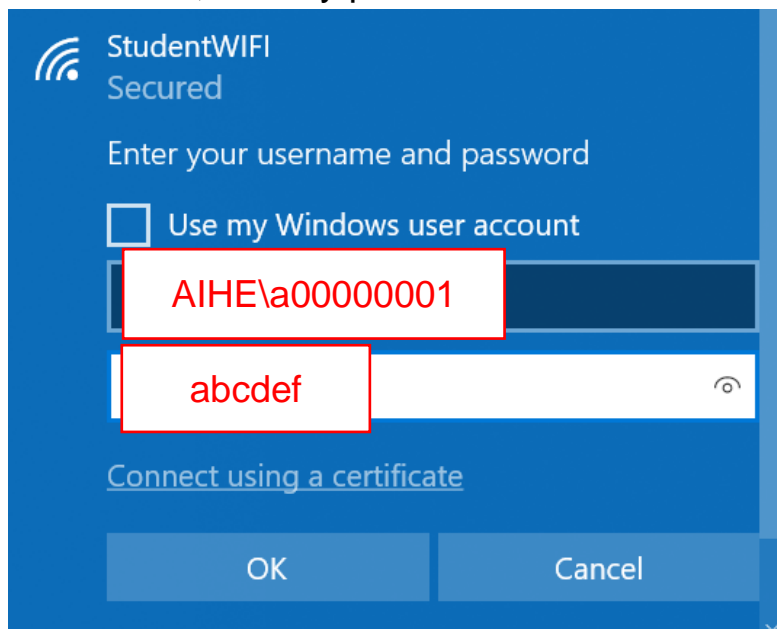 StudentWIFI
Secured
Enter your username and password
Use my Windows user account
AIHE\a00000001
abcdef
Connect using a certificate
OK Cancel